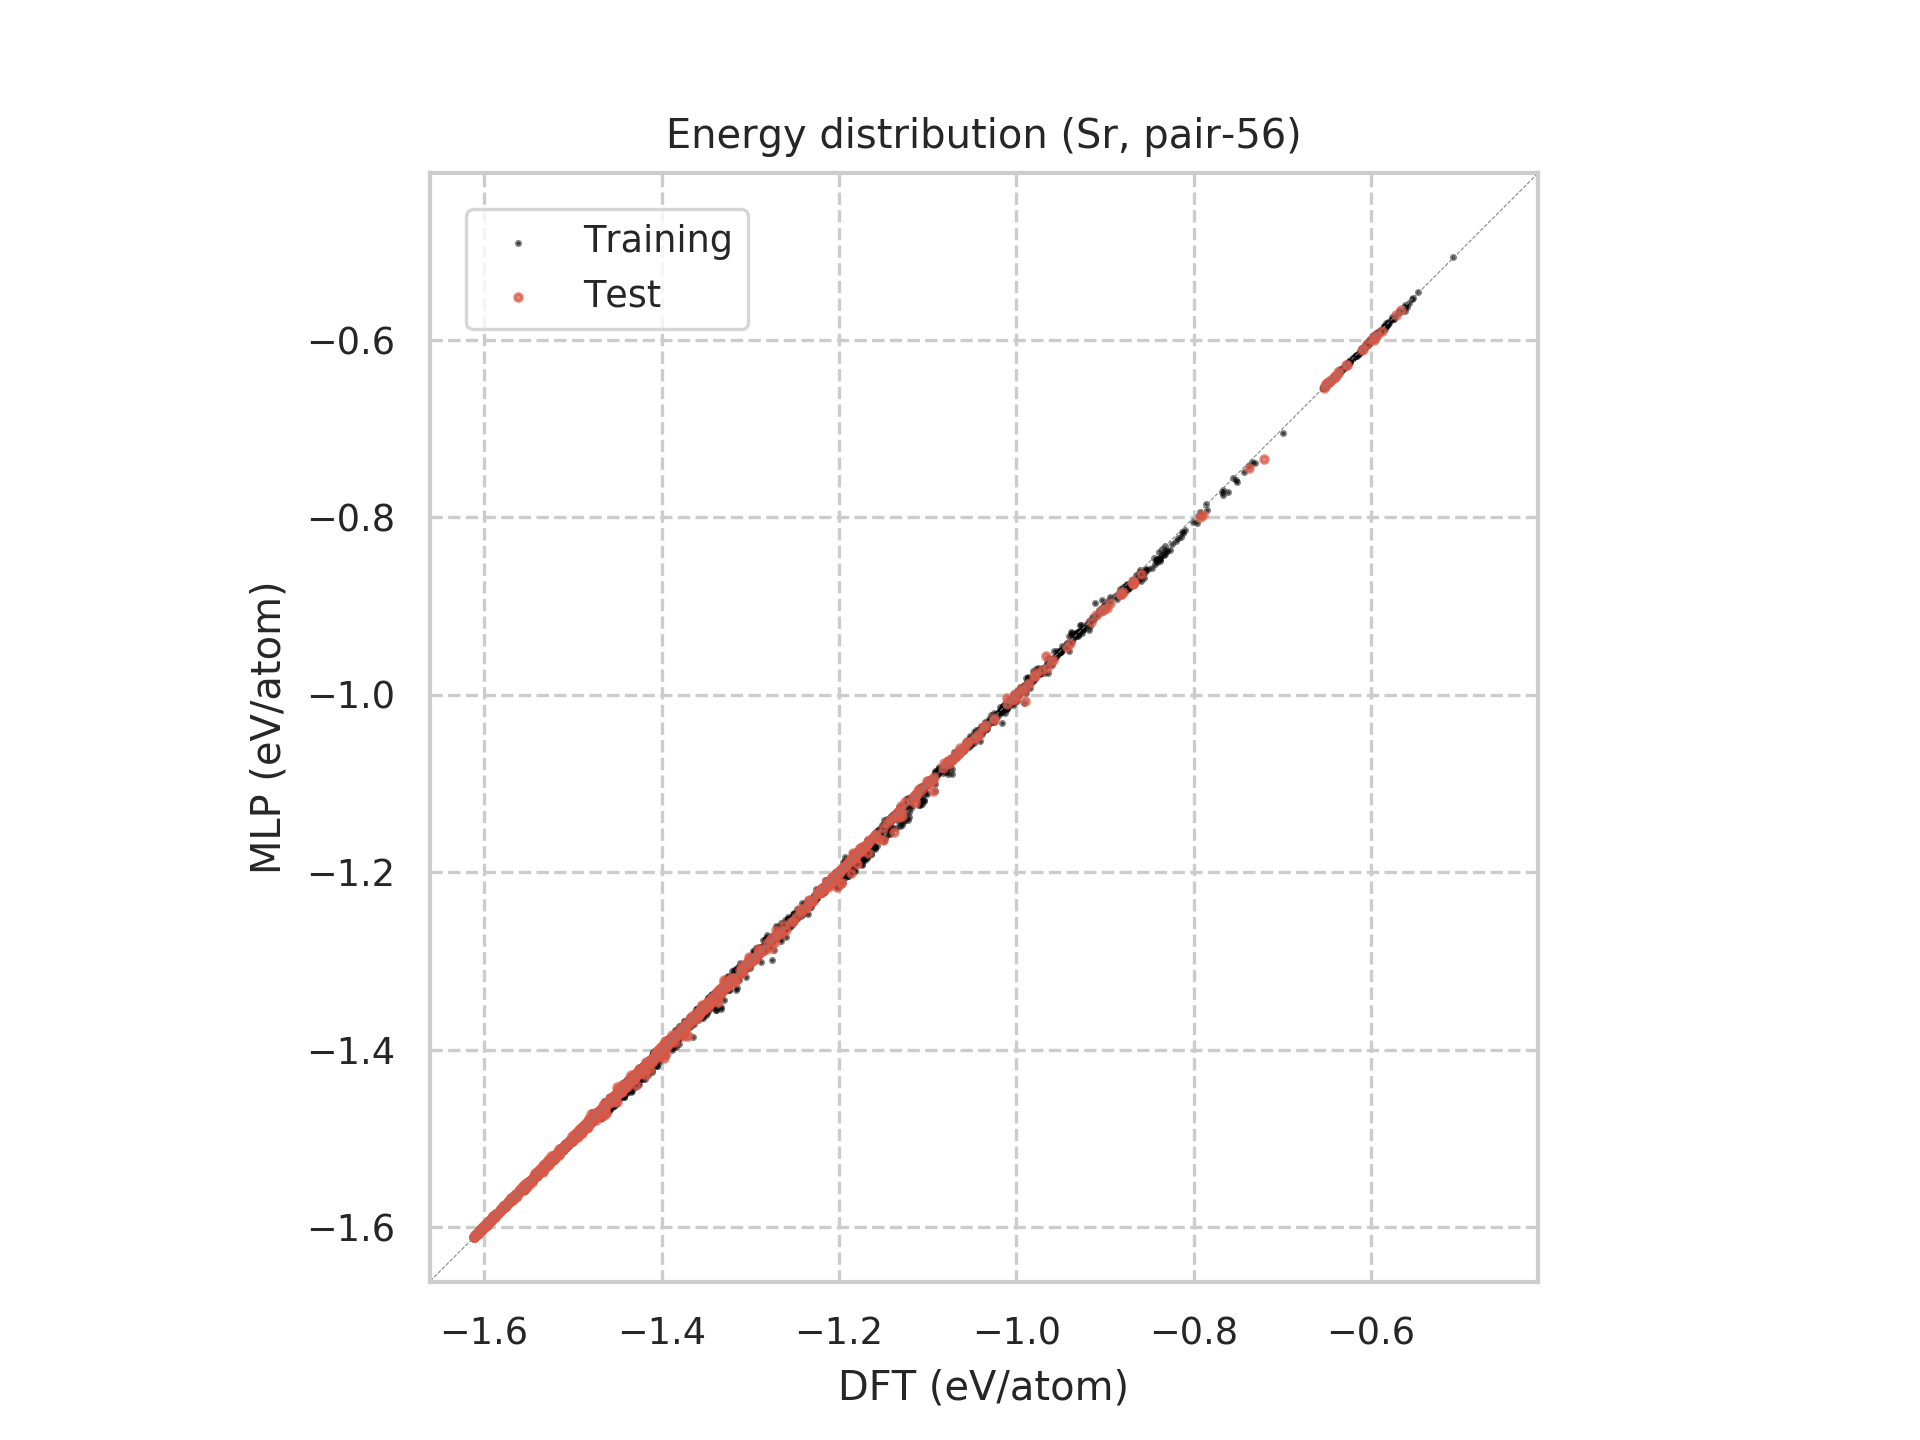 Energy distribution (Sr, pair-56)
Training
Test
−0.6
−0.8
−1.0
−1.2
−1.4
−1.6
MLP (eV/atom)
−1.6 −1.4 −1.2 −1.0 −0.8 −0.6
DFT (eV/atom)